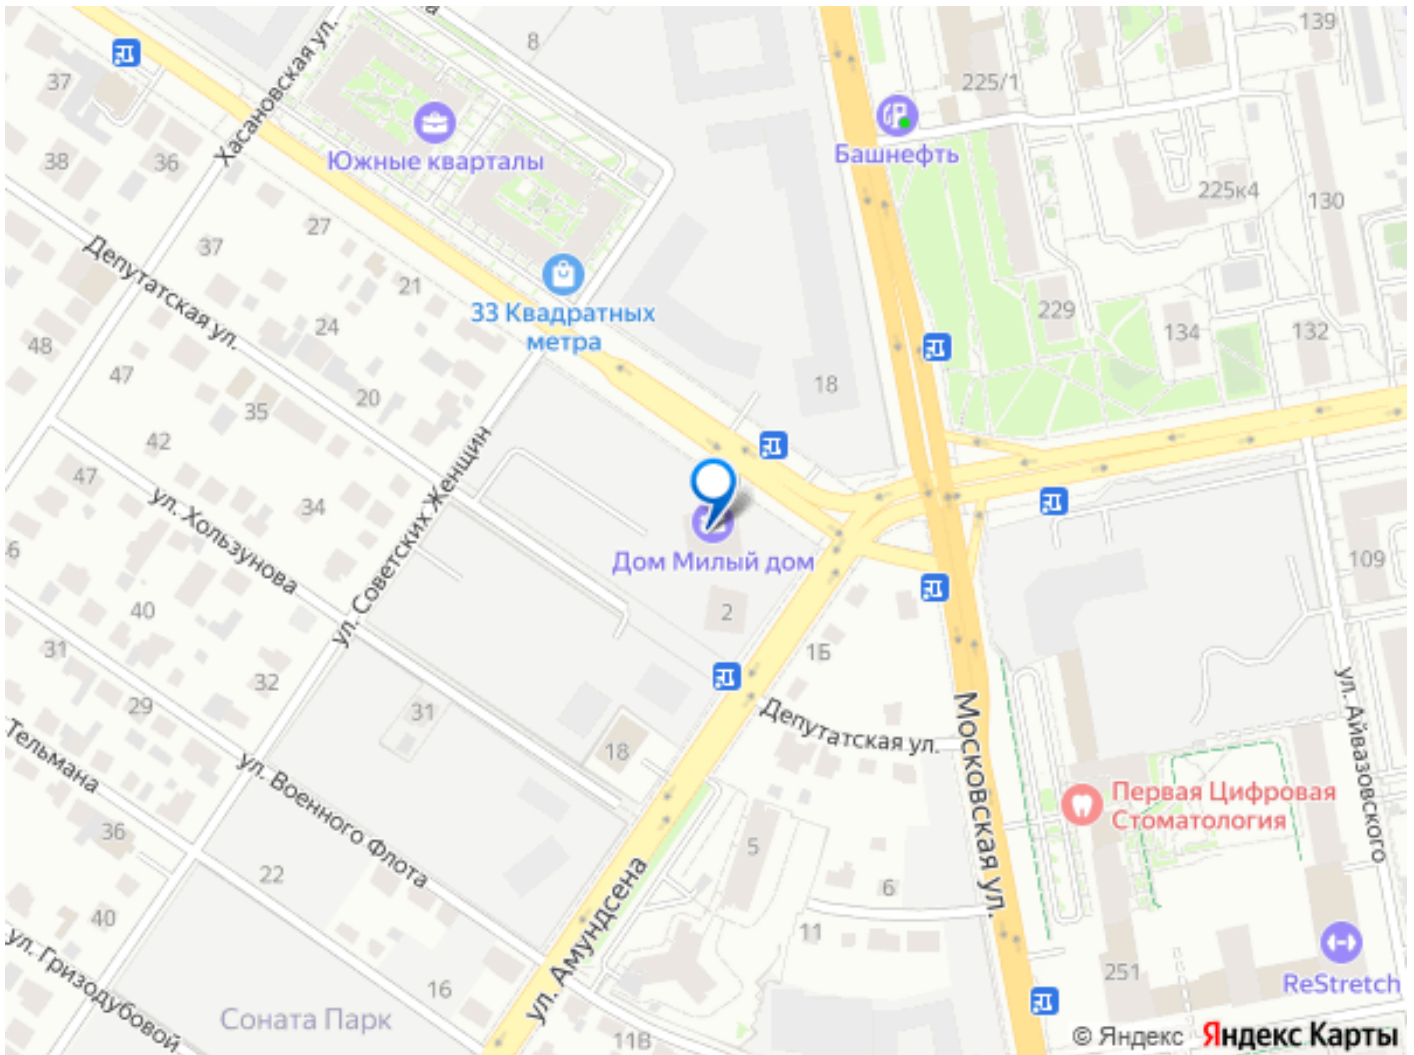 139
8
225/1
37
Хасановская ул.
Южные кварталы
Башнефть
38
36
225к4
130
27
37
Депутатская ул.
21
24
33 Квадратных
метра
229
134
132
48
47
35
20
18
42
47
34
ул. Советских Женщин
ул. Хользунова
Дом Милый дом
109
40
2
1Б
31
32
29
31
ул. Айвазовского
Депутатская ул.
Московская ул.
Тельмана
18
ул. Военного Флота
Первая Цифровая
Стоматология
36
22
5
6
ул. Амундсена
40
11
ул. Гризодубовой
251
16
ReStretch
Соната Парк
11В
© Яндекс Яндекс Карты